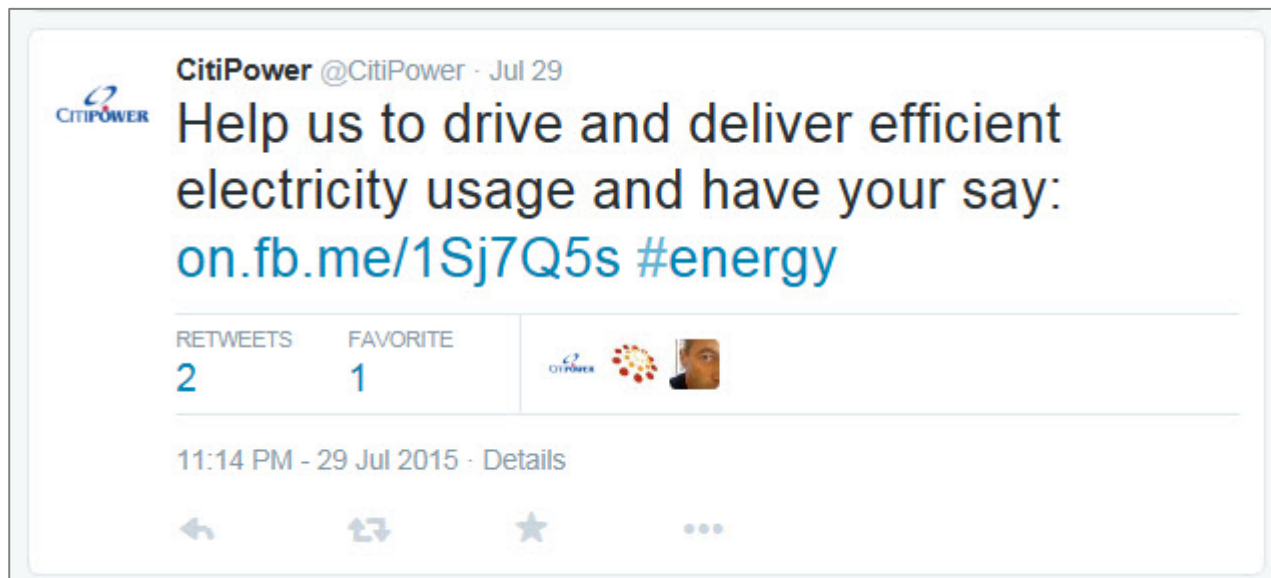 CitiPower @CitiPower · Jul 29
CITIPOWER
Help us to drive and deliver efficient
electricity usage and have your say:
on.fb.me/1Sj7Q5s #energy
RETWEETS FAVORITE
2 1
CITIPOWER
11:14 PM - 29 Jul 2015 · Details